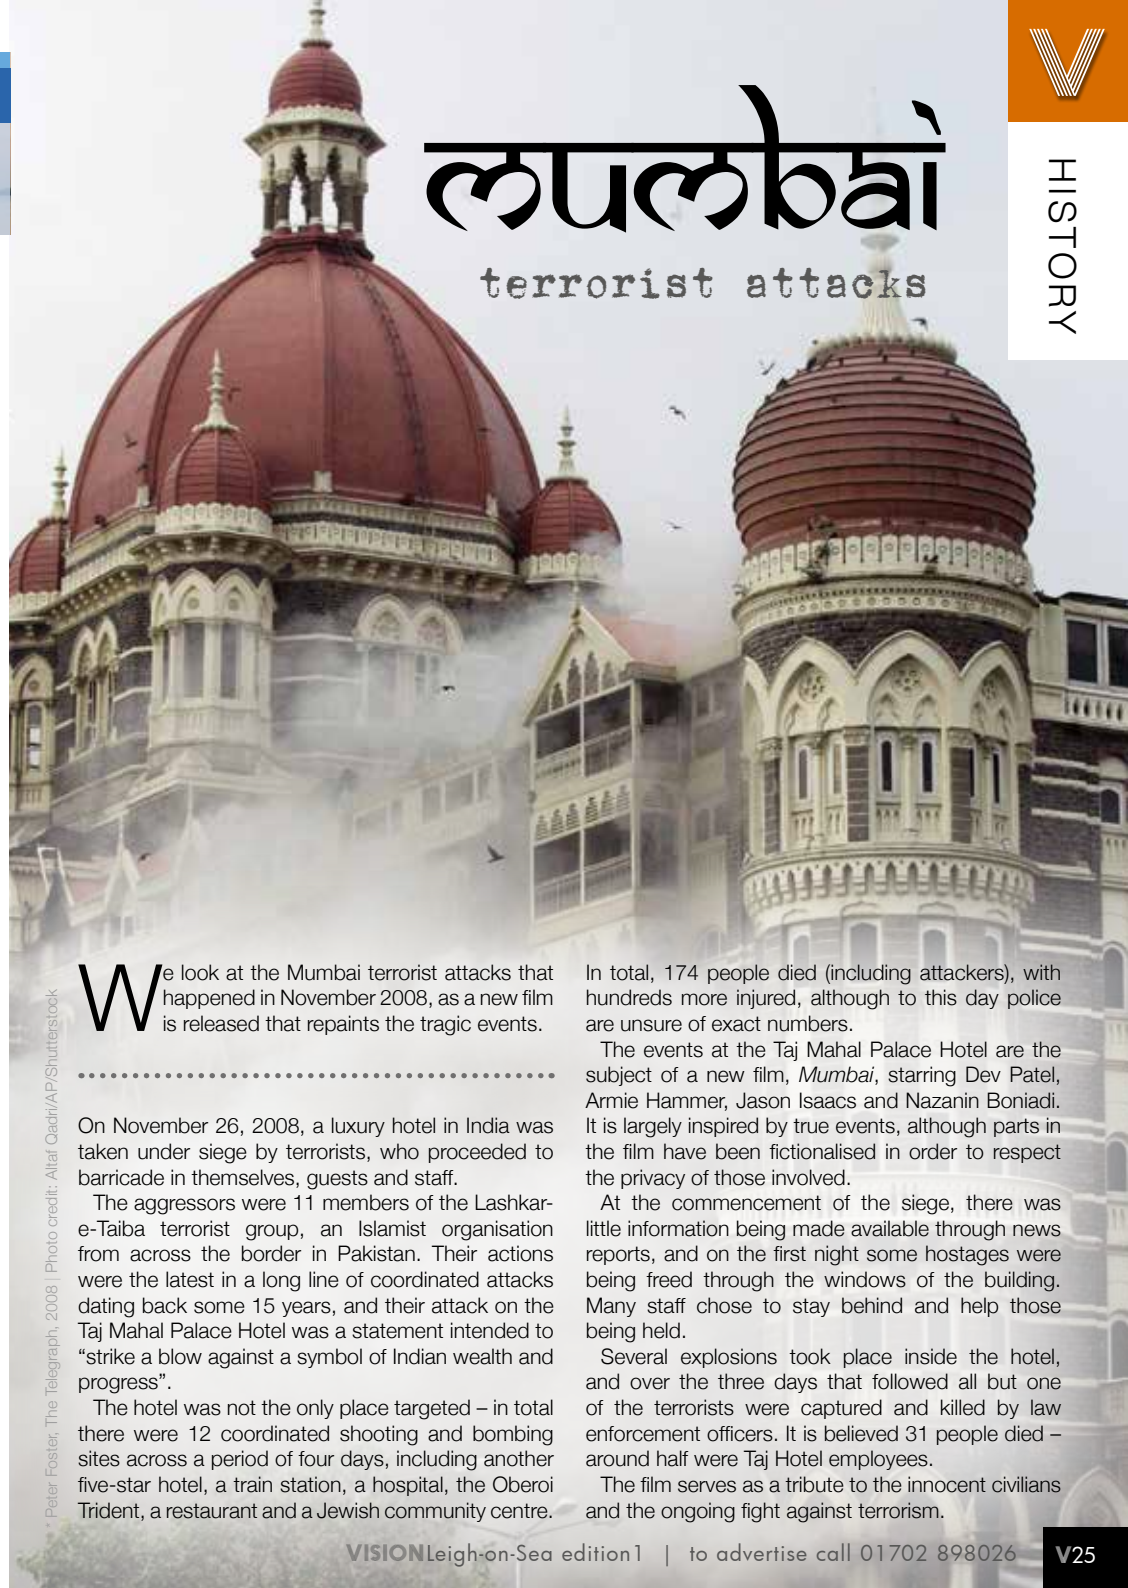 V
HISTORY
mumbai
terrorist attacks
We look at the Mumbai terrorist attacks that
happened in November 2008, as a new film
is released that repaints the tragic events.
On November 26, 2008, a luxury hotel in India was
taken under siege by terrorists, who proceeded to
barricade in themselves, guests and staff.
The aggressors were 11 members of the Lashkar-
e-Taiba terrorist group, an Islamist organisation
from across the border in Pakistan. Their actions
were the latest in a long line of coordinated attacks
dating back some 15 years, and their attack on the
Taj Mahal Palace Hotel was a statement intended to
“strike a blow against a symbol of Indian wealth and
progress”.
The hotel was not the only place targeted – in total
there were 12 coordinated shooting and bombing
sites across a period of four days, including another
five-star hotel, a train station, a hospital, the Oberoi
Trident, a restaurant and a Jewish community centre.
In total, 174 people died (including attackers), with
hundreds more injured, although to this day police
are unsure of exact numbers.
The events at the Taj Mahal Palace Hotel are the
subject of a new film, Mumbai, starring Dev Patel,
Armie Hammer, Jason Isaacs and Nazanin Boniadi.
It is largely inspired by true events, although parts in
the film have been fictionalised in order to respect
the privacy of those involved.
At the commencement of the siege, there was
little information being made available through news
reports, and on the first night some hostages were
being freed through the windows of the building.
Many staff chose to stay behind and help those
being held.
Several explosions took place inside the hotel,
and over the three days that followed all but one
of the terrorists were captured and killed by law
enforcement officers. It is believed 31 people died –
around half were Taj Hotel employees.
The film serves as a tribute to the innocent civilians
and the ongoing fight against terrorism.
* Peter Foster, The Telegraph, 2008 | Photo credit: Altaf Qadri/AP/Shutterstock
VISION Leigh-on-Sea edition1 | to advertise call 01702 898026
V25